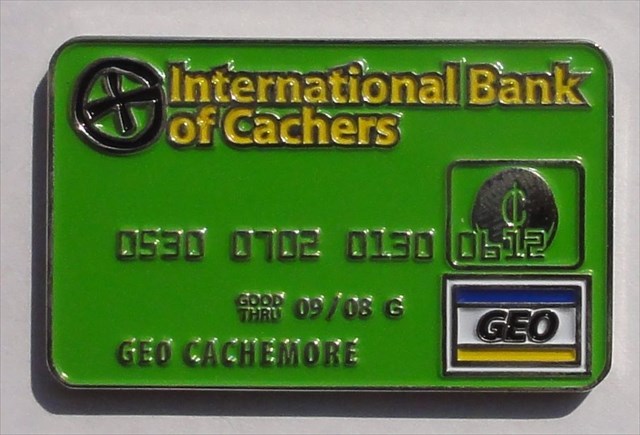 International Bank
of Cachers
0530 0702 0130 0612
GOOD
THRU 09/08 G
GEO CACHEMORE
GEO